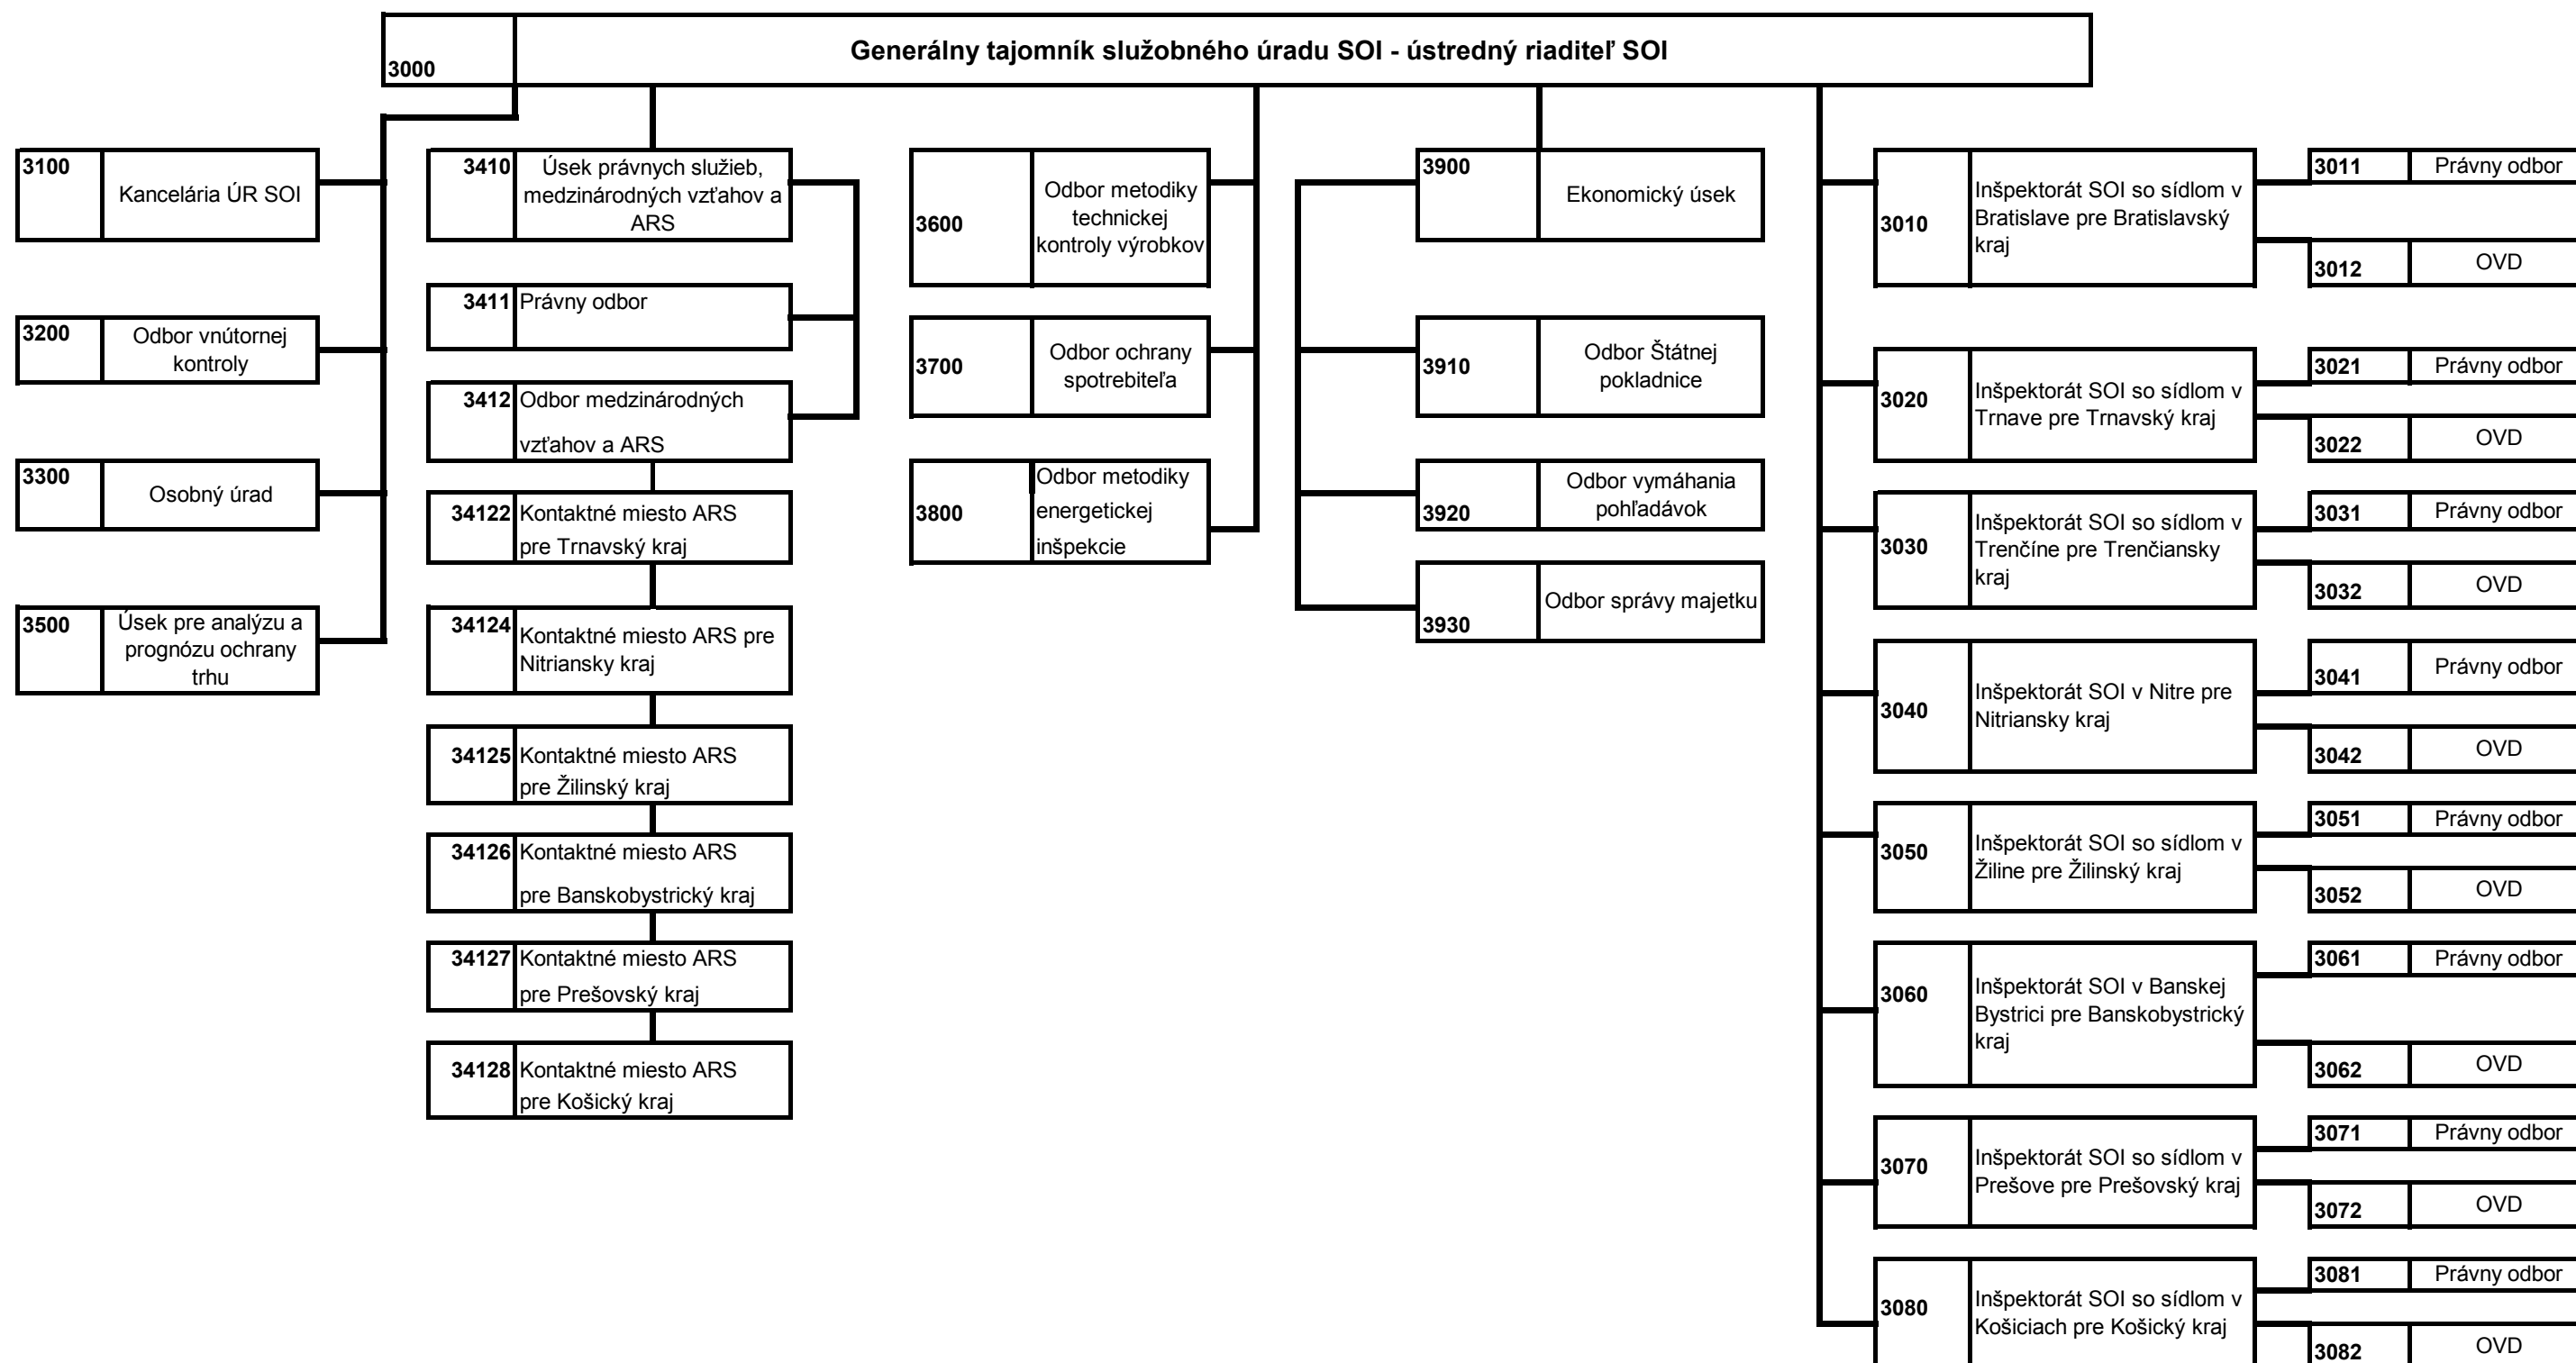 3000
Generálny tajomník služobného úradu SOI - ústredný riaditeľ SOI
3100
Kancelária ÚR SOI
3200
Odbor vnútornej
kontroly
3300
Osobný úrad
3500
Úsek pre analýzu a
prognózu ochrany
trhu
3410
Úsek právnych služieb,
medzinárodných vzťahov a
ARS
3411
Právny odbor
3412
Odbor medzinárodných
vzťahov a ARS
34122
Kontaktné miesto ARS
pre Trnavský kraj
34124
Kontaktné miesto ARS pre
Nitriansky kraj
34125
Kontaktné miesto ARS
pre Žilinský kraj
34126
Kontaktné miesto ARS
pre Banskobystrický kraj
34127
Kontaktné miesto ARS
pre Prešovský kraj
34128
Kontaktné miesto ARS
pre Košický kraj
3600
Odbor metodiky
technickej
kontroly výrobkov
3700
Odbor ochrany
spotrebiteľa
3800
Odbor metodiky
energetickej
inšpekcie
3900
Ekonomický úsek
3910
Odbor Štátnej
pokladnice
3920
Odbor vymáhania
pohľadávok
3930
Odbor správy majetku
3010
Inšpektorát SOI so sídlom v
Bratislave pre Bratislavský
kraj
3011
Právny odbor
3012
OVD
3020
Inšpektorát SOI so sídlom v
Trnave pre Trnavský kraj
3021
Právny odbor
3022
OVD
3030
Inšpektorát SOI so sídlom v
Trenčíne pre Trenčiansky
kraj
3031
Právny odbor
3032
OVD
3040
Inšpektorát SOI v Nitre pre
Nitriansky kraj
3041
Právny odbor
3042
OVD
3050
Inšpektorát SOI so sídlom v
Žiline pre Žilinský kraj
3051
Právny odbor
3052
OVD
3060
Inšpektorát SOI v Banskej
Bystrici pre Banskobystrický
kraj
3061
Právny odbor
3062
OVD
3070
Inšpektorát SOI so sídlom v
Prešove pre Prešovský kraj
3071
Právny odbor
3072
OVD
3080
Inšpektorát SOI so sídlom v
Košiciach pre Košický kraj
3081
Právny odbor
3082
OVD